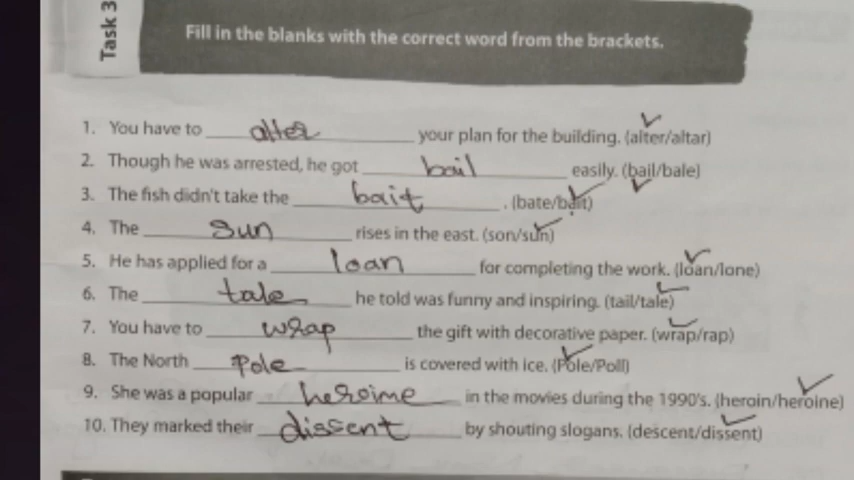 Task 3
Fill in the blanks with the correct word from the brackets.
1. You have to alter your plan for the building. (alter/altar)
2. Though he was arrested, he got bail easily. (bail/bale)
3. The fish didn't take the bait. (bate/bait)
4. The sun rises in the east. (son/sun)
5. He has applied for a loan for completing the work. (loan/lone)
6. The tale he told was funny and inspiring. (tail/tale)
7. You have to wrap the gift with decorative paper. (wrap/rap)
8. The North Pole is covered with ice. (Pole/Poll)
9. She was a popular heroine in the movies during the 1990's. (heroin/heroine)
10. They marked their dissent by shouting slogans. (descent/dissent)